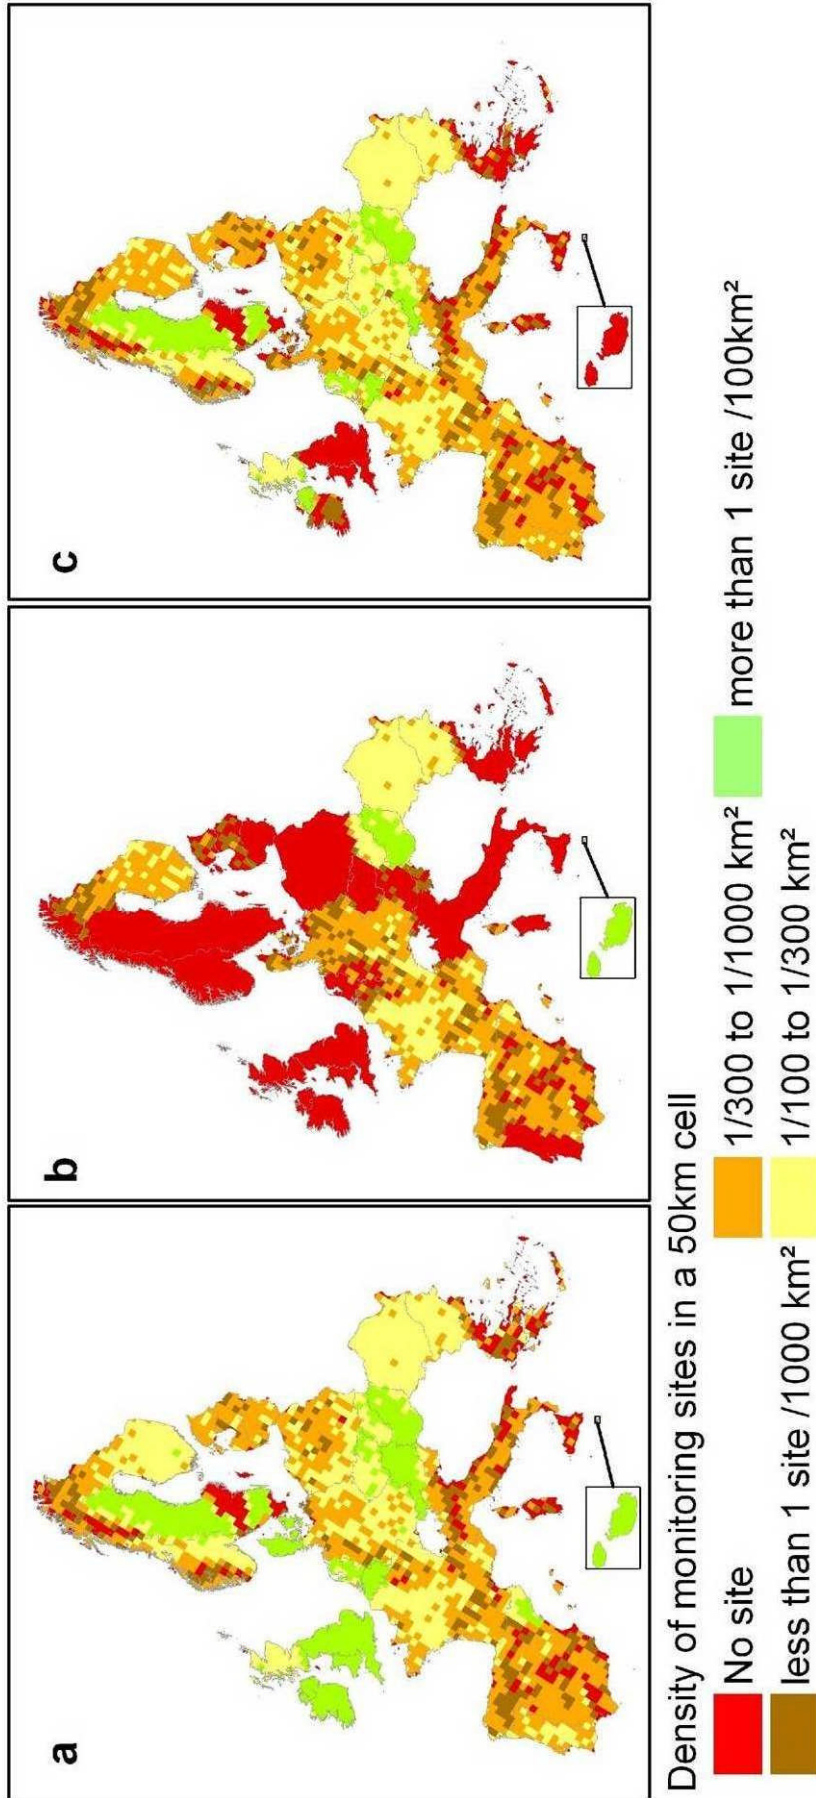 a
b
c
Density of monitoring sites in a 50km cell
No site
1/300 to 1/1000 km²
more than 1 site /100km²
less than 1 site /1000 km²
1/100 to 1/300 km²